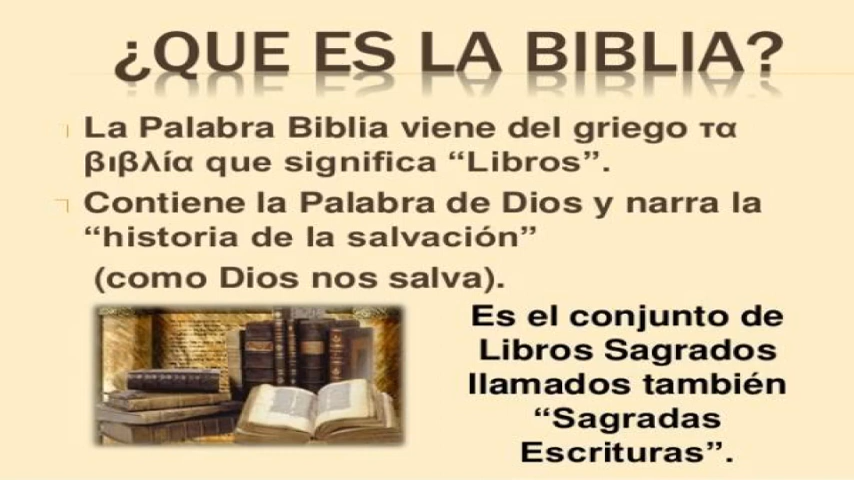 ¿QUE ES LA BIBLIA?
La Palabra Biblia viene del griego τα
βιβλία que significa “Libros”.
Contiene la Palabra de Dios y narra la
“historia de la salvación”
(como Dios nos salva).
Es el conjunto de
Libros Sagrados
llamados también
“Sagradas
Escrituras”.